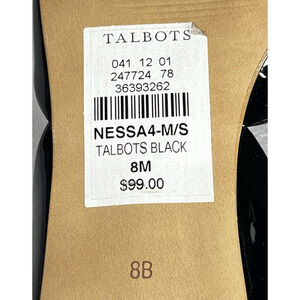 TALBOTS
041 12 01
247724 78
36393262
NESSA4-M/S
TALBOTS BLACK
8M
$99.00
8B